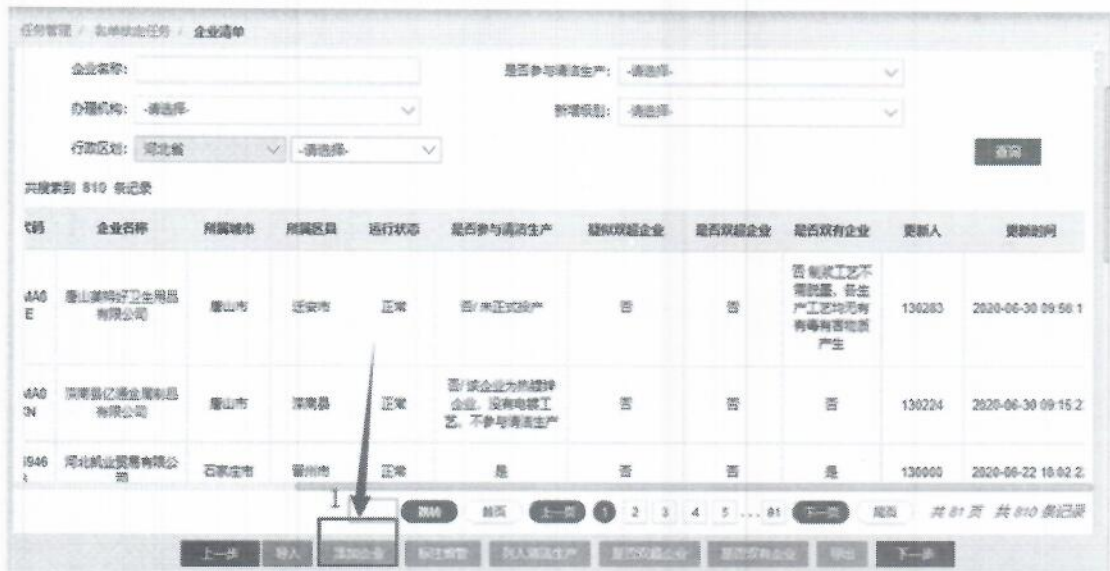 任务管理 / 名单核定任务 / 企业清单
企业名称: 是否参与清洁生产: -请选择-
办理机构: -请选择- 新增级别: -请选择-
行政区划: 河北省 -请选择- 查询
共搜索到 810 条记录
代码 企业名称 所属城市 所属区县 运行状态 是否参与清洁生产 疑似双超企业 是否双超企业 是否双有企业 更新人 更新时间
否/制浆工艺不
MA0 唐山美 好卫生用品 需脱墨，各生
E 有限公司 唐山市 迁安市 正常 否/未正式投产 否 否 产工艺均无有 130283 2020-06-30 09:56:1
有毒有害物质
产生
否/该企业为热镀锌
MA0 滦南县亿通金属制品 企业，没有电镀工
N 有限公司 唐山市 滦南县 正常 艺，不参与清洁生产 否 否 否 130224 2020-06-30 09:15:2
946 河北凯业贸易有限公
司 石家庄市 晋州市 正常 是 否 否 是 130000 2020-06-22 16:02:2
1 跳转 首页 上一页 1 2 3 4 5 ... 81 下一页 尾页 共 81 页 共 810 条记录
上一步 导入 添加企业 列入清洁生产 是否双超企业 是否双有企业 导出 下一步